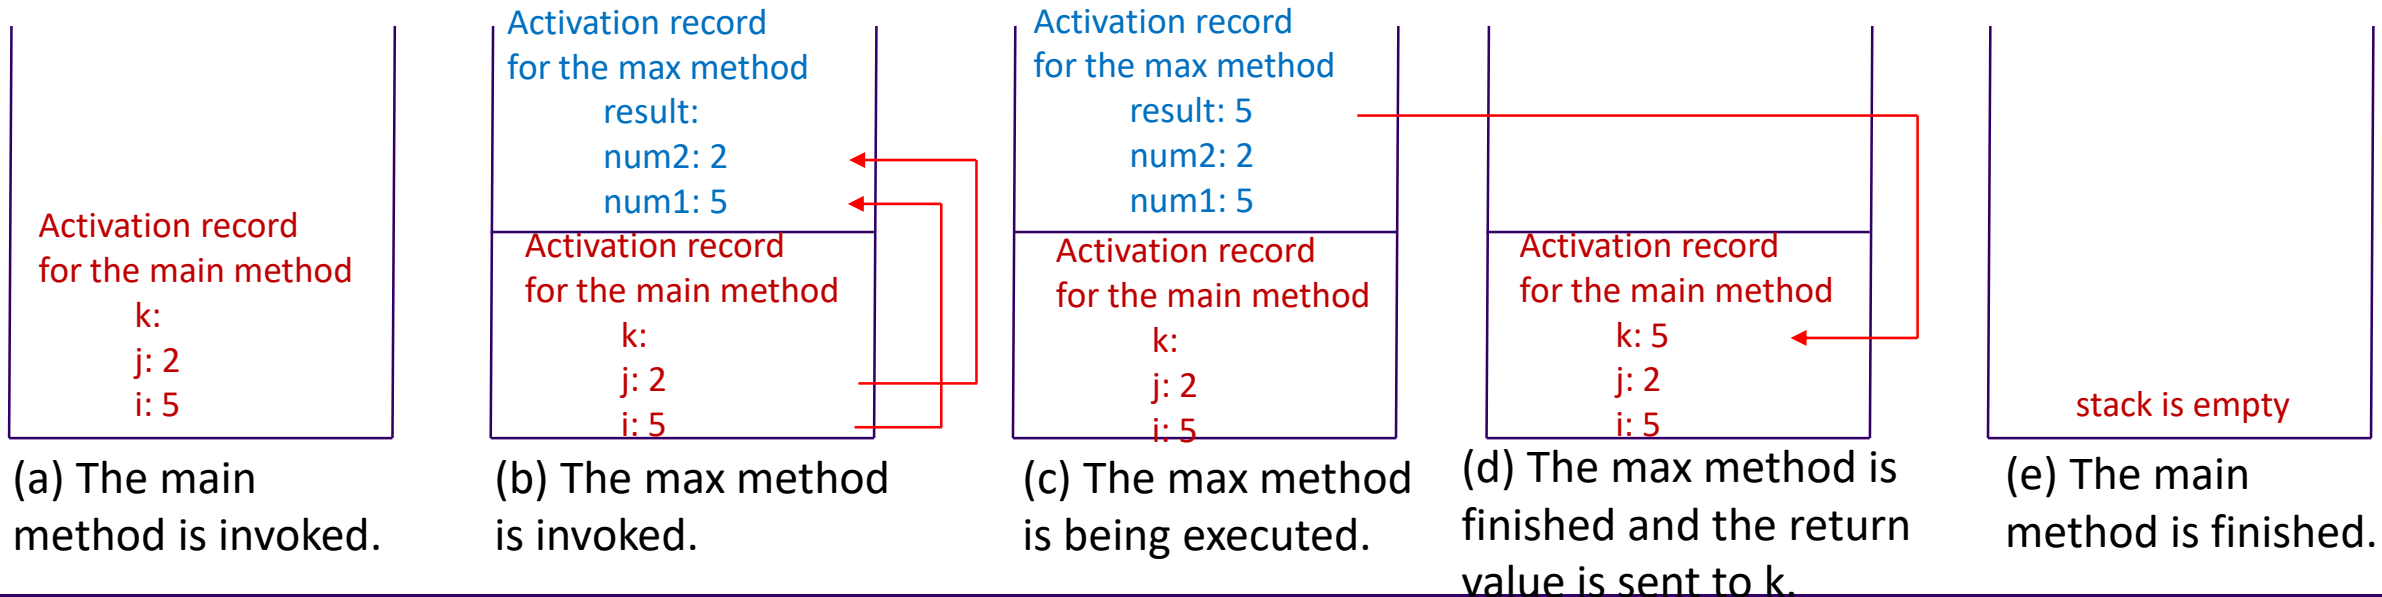 Activation record
for the main method
k:
j: 2
i: 5
(a) The main
method is invoked.
Activation record
for the max method
result:
num2: 2
num1: 5
Activation record
for the main method
k:
j: 2
i: 5
(b) The max method
is invoked.
Activation record
for the max method
result: 5
num2: 2
num1: 5
Activation record
for the main method
k:
j: 2
i: 5
(c) The max method
is being executed.
Activation record
for the main method
k: 5
j: 2
i: 5
(d) The max method is
finished and the return
value is sent to k.
stack is empty
(e) The main
method is finished.